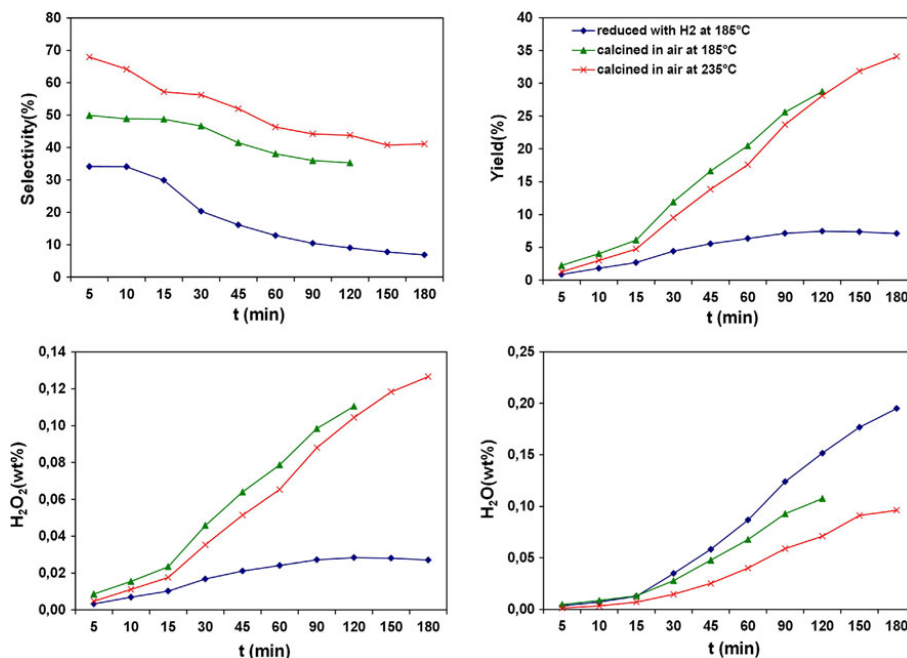 80
70
60
50
40
30
20
10
0
Selectivity(%)
5 10 15 30 45 60 90 120 150 180
t (min)
40
35
30
25
20
15
10
5
0
Yield(%)
reduced with H2 at 185°C
calcined in air at 185°C
calcined in air at 235°C
5 10 15 30 45 60 90 120 150 180
t (min)
0,14
0,12
0,10
0,08
0,06
0,04
0,02
0,00
H₂O₂(wt%)
5 10 15 30 45 60 90 120 150 180
t (min)
0,25
0,20
0,15
0,10
0,05
0,00
H₂O(wt%)
5 10 15 30 45 60 90 120 150 180
t (min)